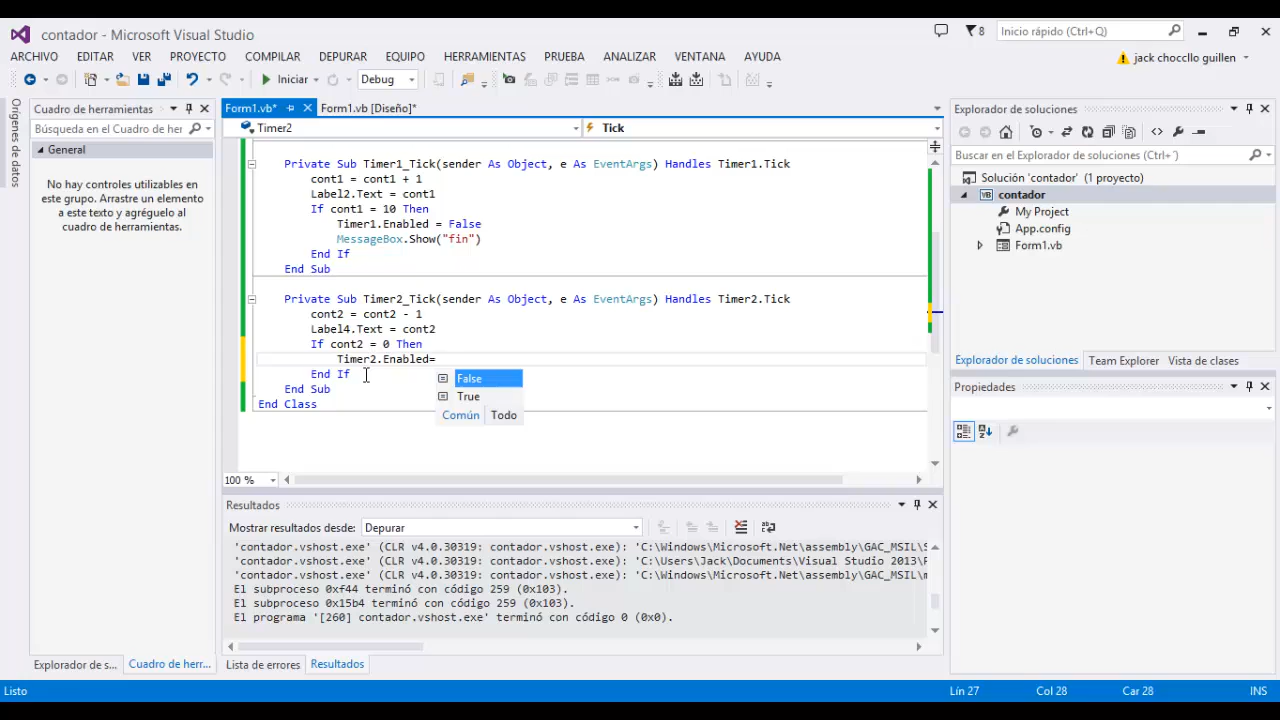 contador - Microsoft Visual Studio
8
Inicio rápido (Ctrl+Q)
ARCHIVO EDITAR VER PROYECTO COMPILAR DEPURAR EQUIPO HERRAMIENTAS PRUEBA ANALIZAR VENTANA AYUDA
jack chocllo guillen
Iniciar
Debug
Orígenes de datos
Cuadro de herramientas
Búsqueda en el Cuadro de her
General
No hay controles utilizables en
este grupo. Arrastre un elemento
a este texto y agréguelo al
cuadro de herramientas.
Explorador de s...
Cuadro de herr...
Form1.vb*
Form1.vb [Diseño]*
Timer2
Tick
Private Sub Timer1_Tick(sender As Object, e As EventArgs) Handles Timer1.Tick
cont1 = cont1 + 1
Label2.Text = cont1
If cont1 = 10 Then
Timer1.Enabled = False
MessageBox.Show("fin")
End If
End Sub
Private Sub Timer2_Tick(sender As Object, e As EventArgs) Handles Timer2.Tick
cont2 = cont2 - 1
Label4.Text = cont2
If cont2 = 0 Then
Timer2.Enabled=
End If
End Sub
End Class
False
True
Común
Todo
100 %
Resultados
Mostrar resultados desde:
Depurar
'contador.vshost.exe' (CLR v4.0.30319: contador.vshost.exe): 'C:\Windows\Microsoft.Net\assembly\GAC_MSIL\S
'contador.vshost.exe' (CLR v4.0.30319: contador.vshost.exe): 'C:\Users\Jack\Documents\Visual Studio 2013\P
'contador.vshost.exe' (CLR v4.0.30319: contador.vshost.exe): 'C:\Windows\Microsoft.Net\assembly\GAC_MSIL\m
El subproceso 0xf44 terminó con código 259 (0x103).
El subproceso 0x15b4 terminó con código 259 (0x103).
El programa '[260] contador.vshost.exe' terminó con código 0 (0x0).
Lista de errores
Resultados
Explorador de soluciones
Buscar en el Explorador de soluciones (Ctrl+´)
Solución 'contador' (1 proyecto)
VB contador
My Project
App.config
Form1.vb
Explorador de soluciones
Team Explorer
Vista de clases
Propiedades
Listo
Lín 27
Col 28
Car 28
INS